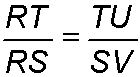 RT/RS = TU/SV